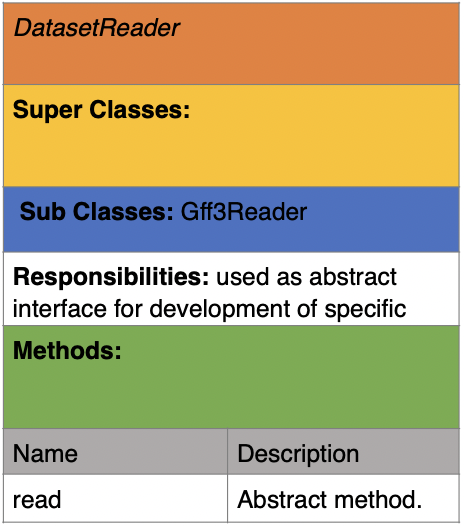 DatasetReader
Super Classes:
Sub Classes: Gff3Reader
Responsibilities: used as abstract
interface for development of specific
Methods:
Name Description
read Abstract method.